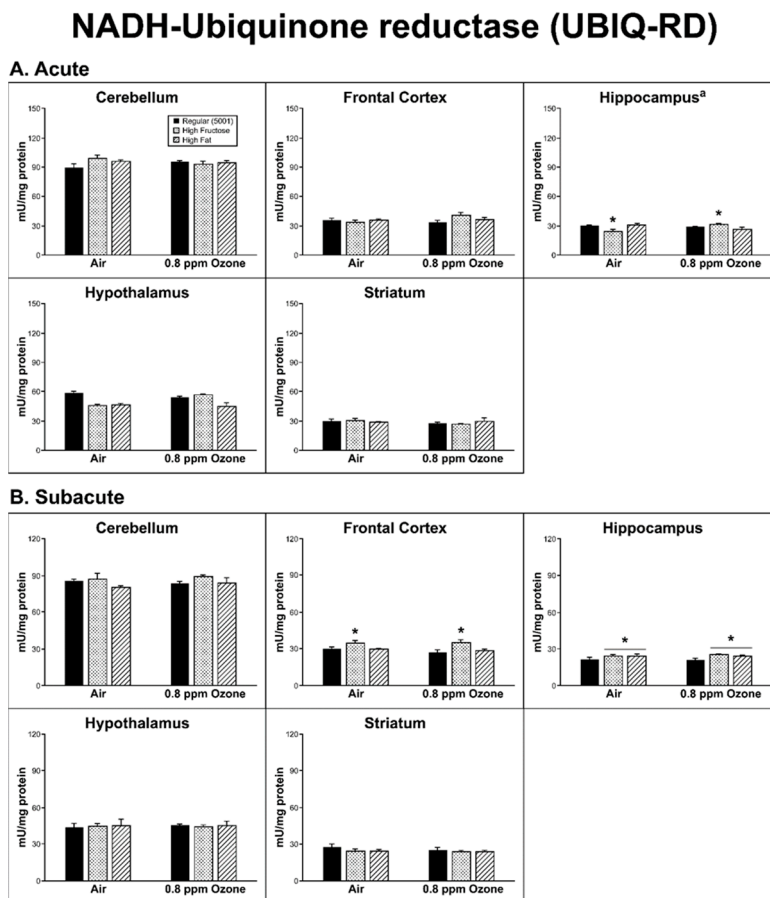 NADH-Ubiquinone reductase (UBIQ-RD)
A. Acute
Cerebellum
mU/mg protein
150
120
90
60
30
0
Regular (5001)
High Fructose
High Fat
Air
0.8 ppm Ozone
Frontal Cortex
mU/mg protein
150
120
90
60
30
0
Air
0.8 ppm Ozone
Hippocampusᵃ
mU/mg protein
150
120
90
60
30
0
*
*
Air
0.8 ppm Ozone
Hypothalamus
mU/mg protein
150
120
90
60
30
0
Air
0.8 ppm Ozone
Striatum
mU/mg protein
150
120
90
60
30
0
Air
0.8 ppm Ozone
B. Subacute
Cerebellum
mU/mg protein
120
90
60
30
0
Air
0.8 ppm Ozone
Frontal Cortex
mU/mg protein
120
90
60
30
0
*
*
Air
0.8 ppm Ozone
Hippocampus
mU/mg protein
120
90
60
30
0
*
*
Air
0.8 ppm Ozone
Hypothalamus
mU/mg protein
120
90
60
30
0
Air
0.8 ppm Ozone
Striatum
mU/mg protein
120
90
60
30
0
Air
0.8 ppm Ozone